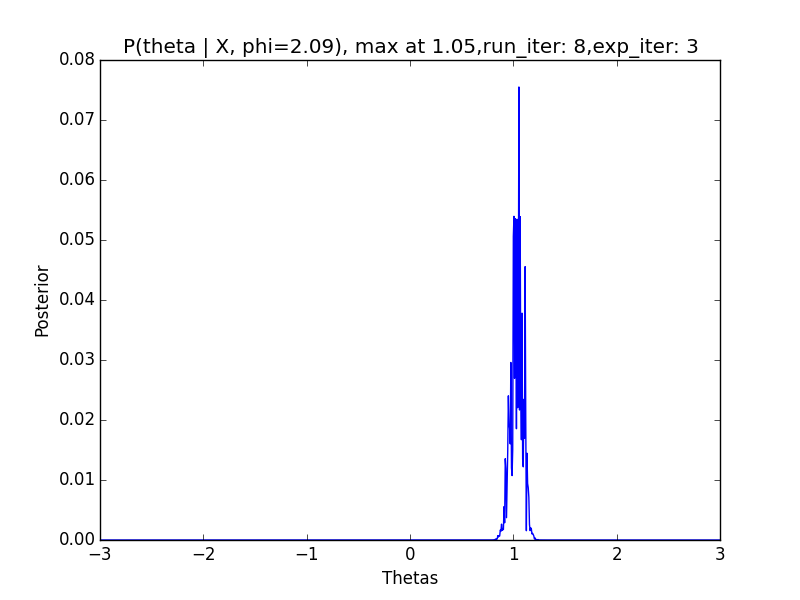 P(theta | X, phi=2.09), max at 1.05,run_iter: 8,exp_iter: 3
0.08
0.07
0.06
0.05
0.04
0.03
0.02
0.01
0.00
Posterior
−3 −2 −1 0 1 2 3
Thetas